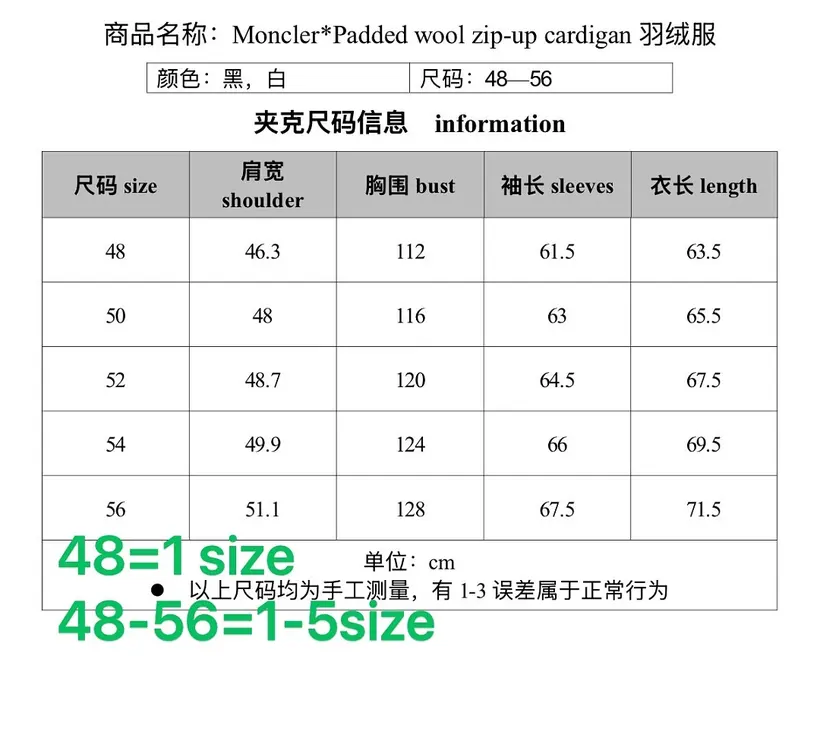 商品名称：Moncler*Padded wool zip-up cardigan 羽绒服
颜色：黑，白 尺码：48—56
夹克尺码信息 information
尺码 size 肩宽 shoulder 胸围 bust 袖长 sleeves 衣长 length
48 46.3 112 61.5 63.5
50 48 116 63 65.5
52 48.7 120 64.5 67.5
54 49.9 124 66 69.5
56 51.1 128 67.5 71.5
48=1 size
单位：cm
● 以上尺码均为手工测量，有 1-3 误差属于正常行为
48-56=1-5size